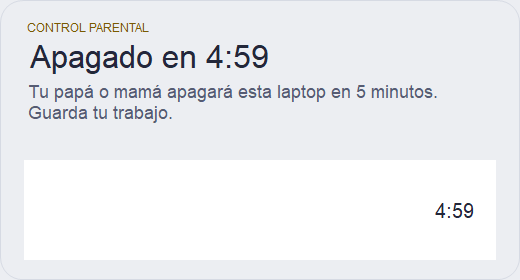 CONTROL PARENTAL
Apagado en 4:59
Tu papá o mamá apagará esta laptop en 5 minutos.
Guarda tu trabajo.
4:59